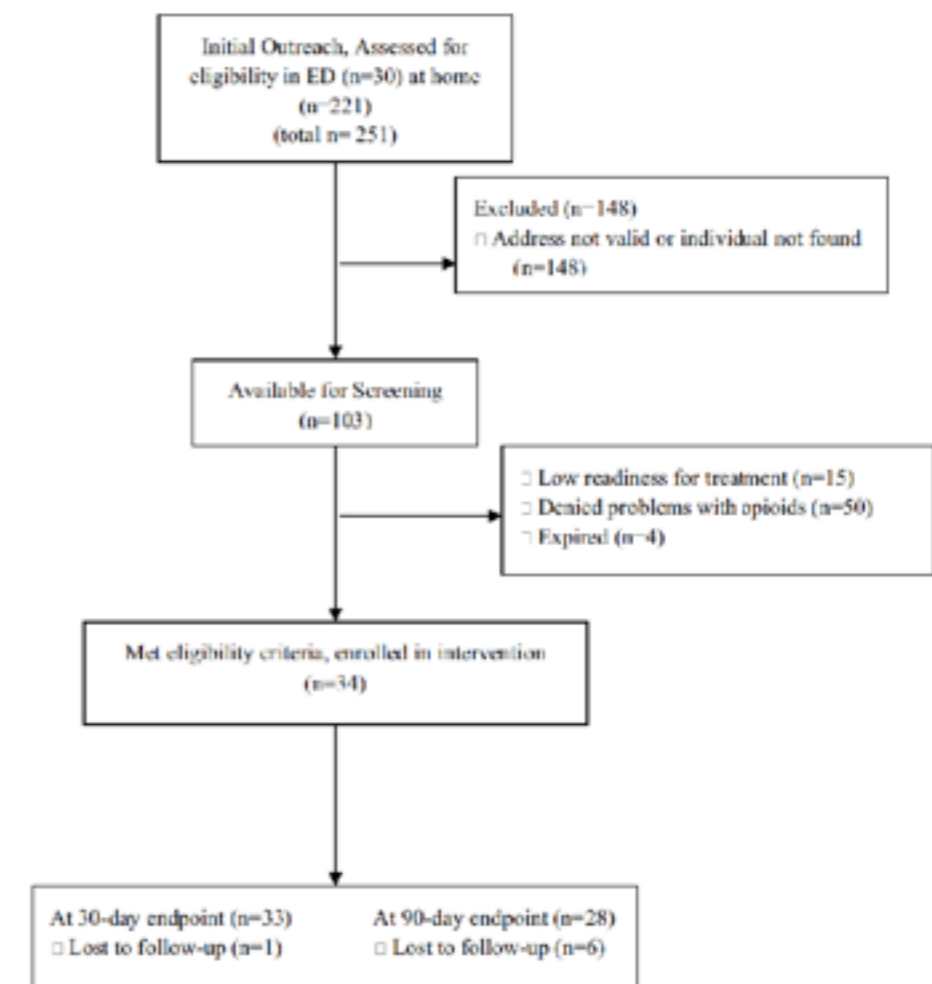 Initial Outreach, Assessed for
eligibility in ED (n=30) at home
(n=221)
(total n= 251)
Excluded (n=148)
□ Address not valid or individual not found
(n=148)
Available for Screening
(n=103)
□ Low readiness for treatment (n=15)
□ Denied problems with opioids (n=50)
□ Expired (n=4)
Met eligibility criteria, enrolled in intervention
(n=34)
At 30-day endpoint (n=33)
□ Lost to follow-up (n=1)
At 90-day endpoint (n=28)
□ Lost to follow-up (n=6)